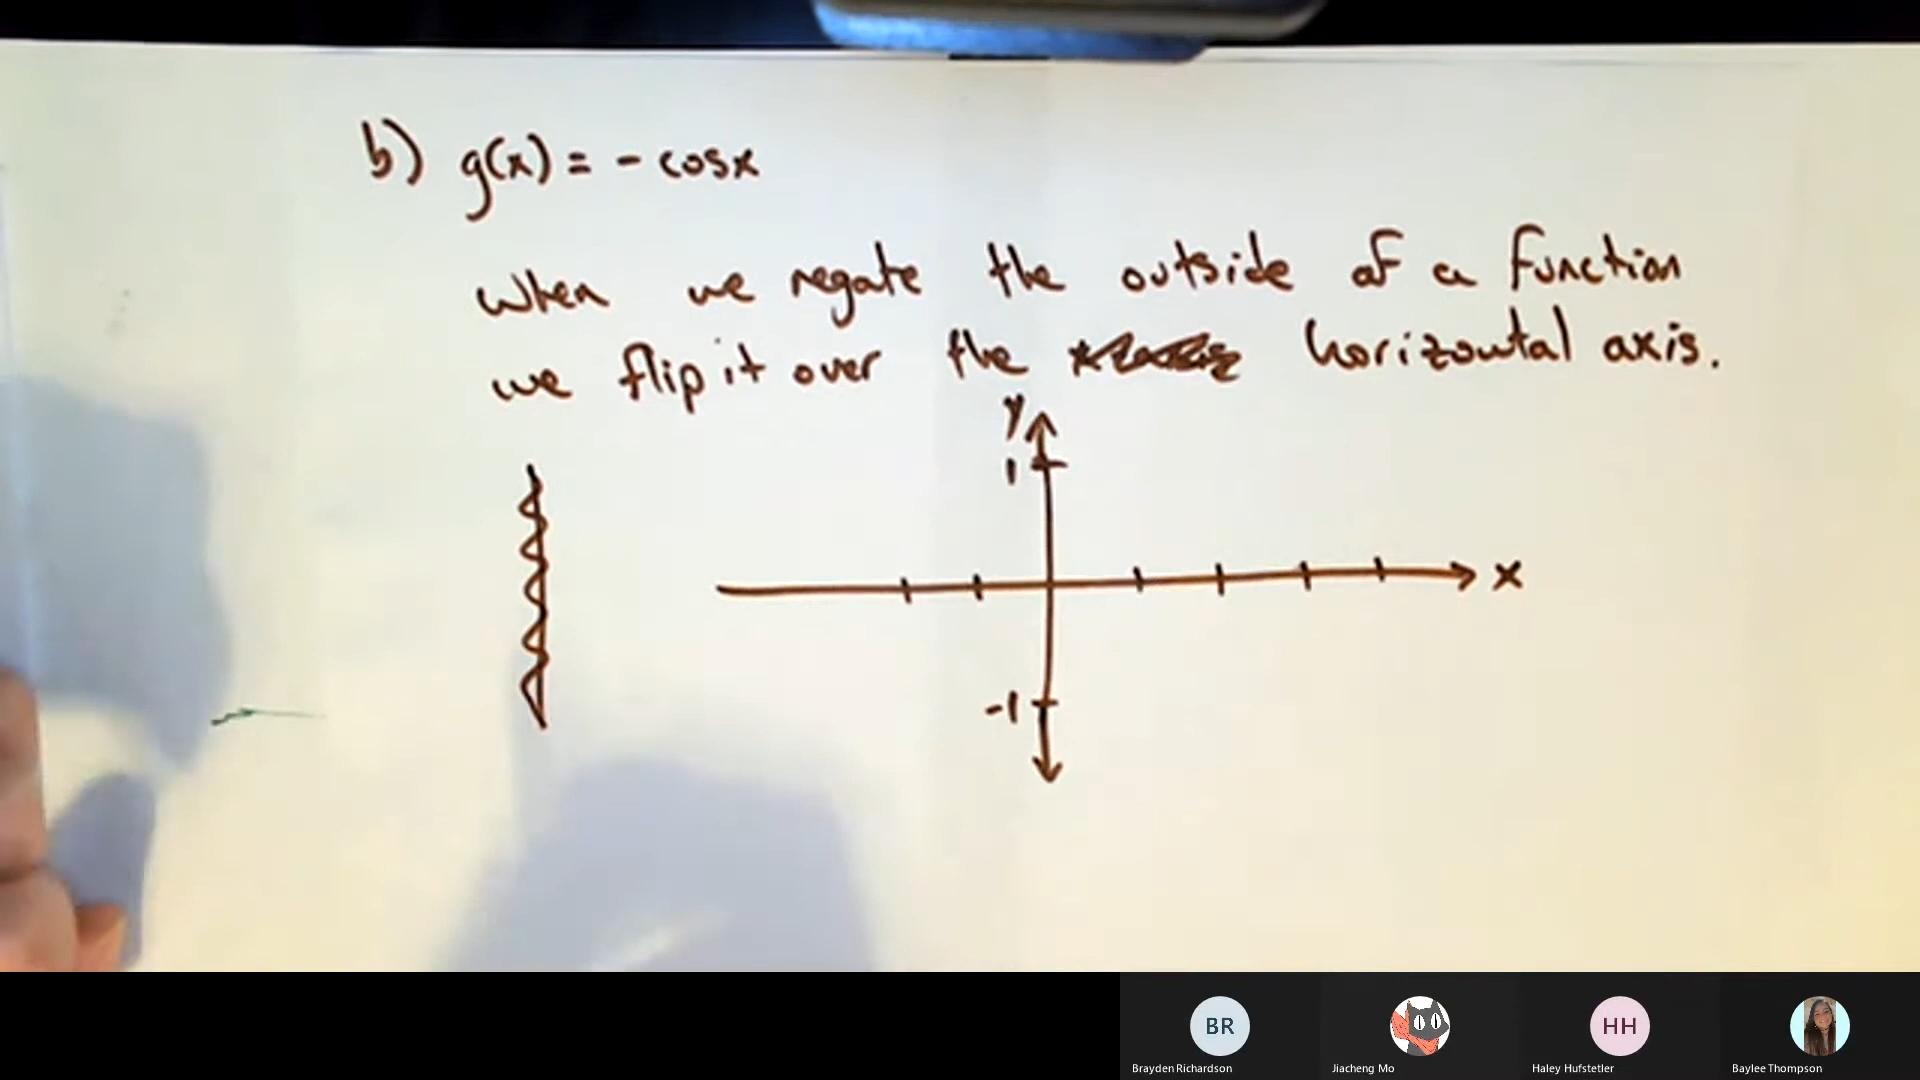 b) g(x) = - cosx
When we negate the outside of a function
we flip it over the horizontal axis.
y
1
x
-1
BR
HH
Brayden Richardson
Jiacheng Mo
Haley Hufstetler
Baylee Thompson